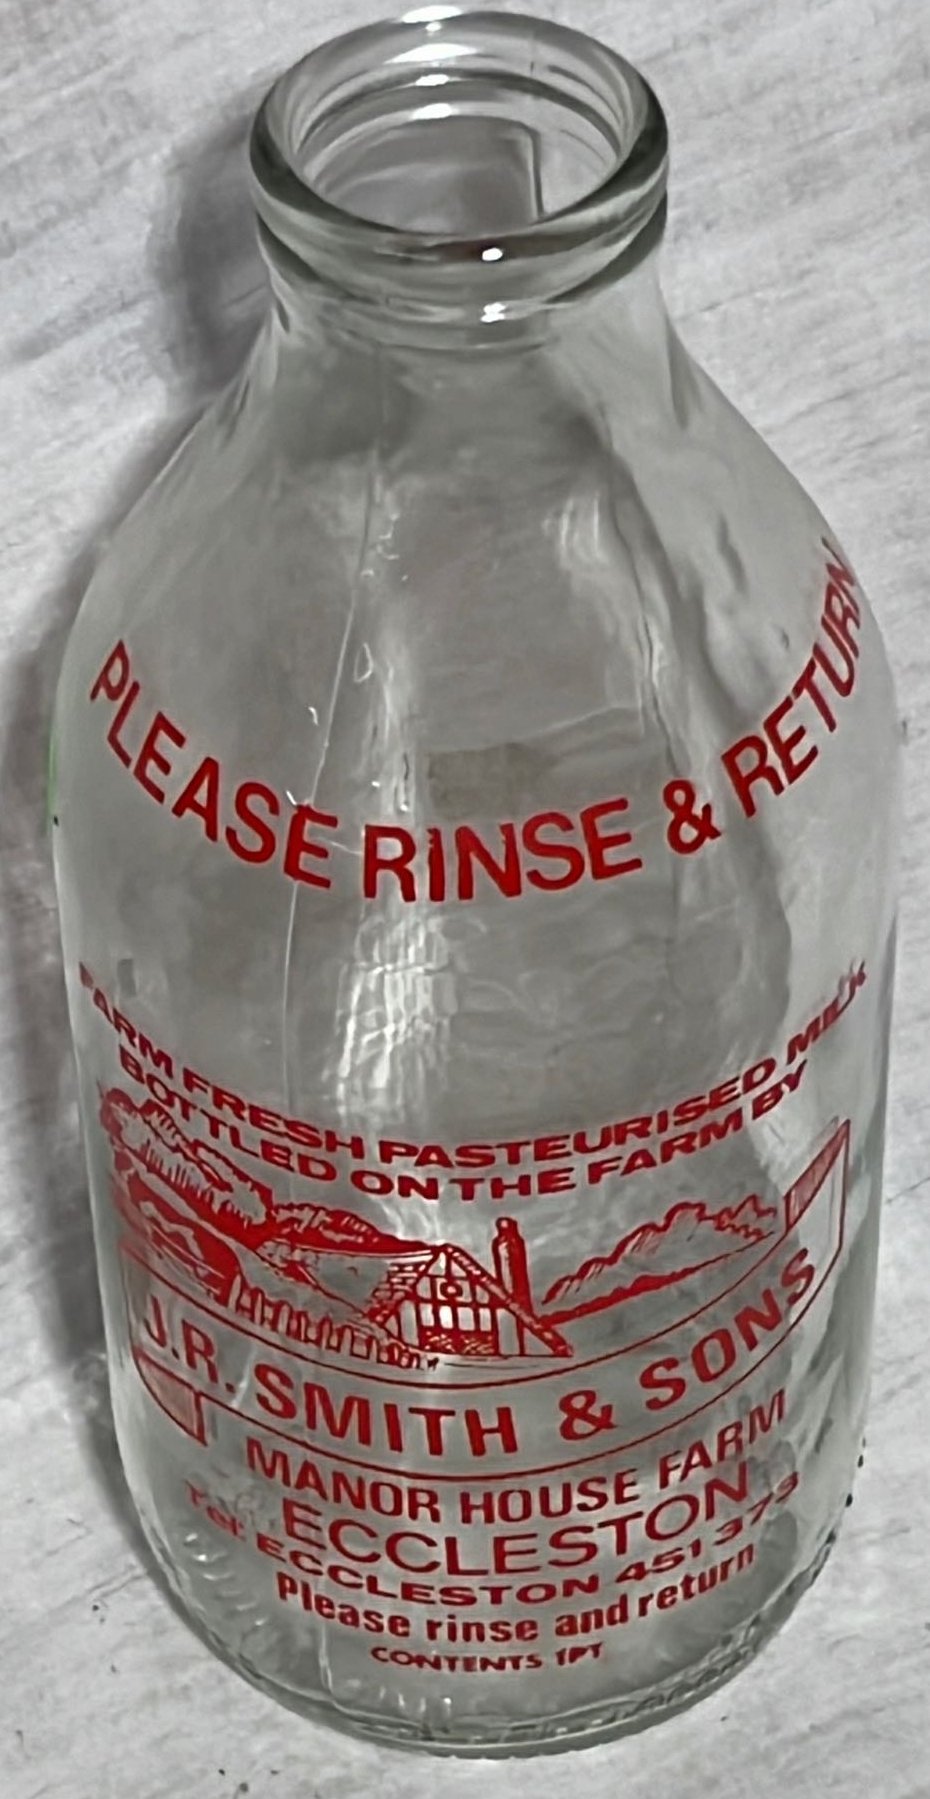 PLEASE RINSE & RETURN
FARM FRESH PASTEURISED MILK
BOTTLED ON THE FARM BY
J.R. SMITH & SONS
MANOR HOUSE FARM
ECCLESTON
Tel: ECCLESTON 451 373
Please rinse and return
CONTENTS 1PT